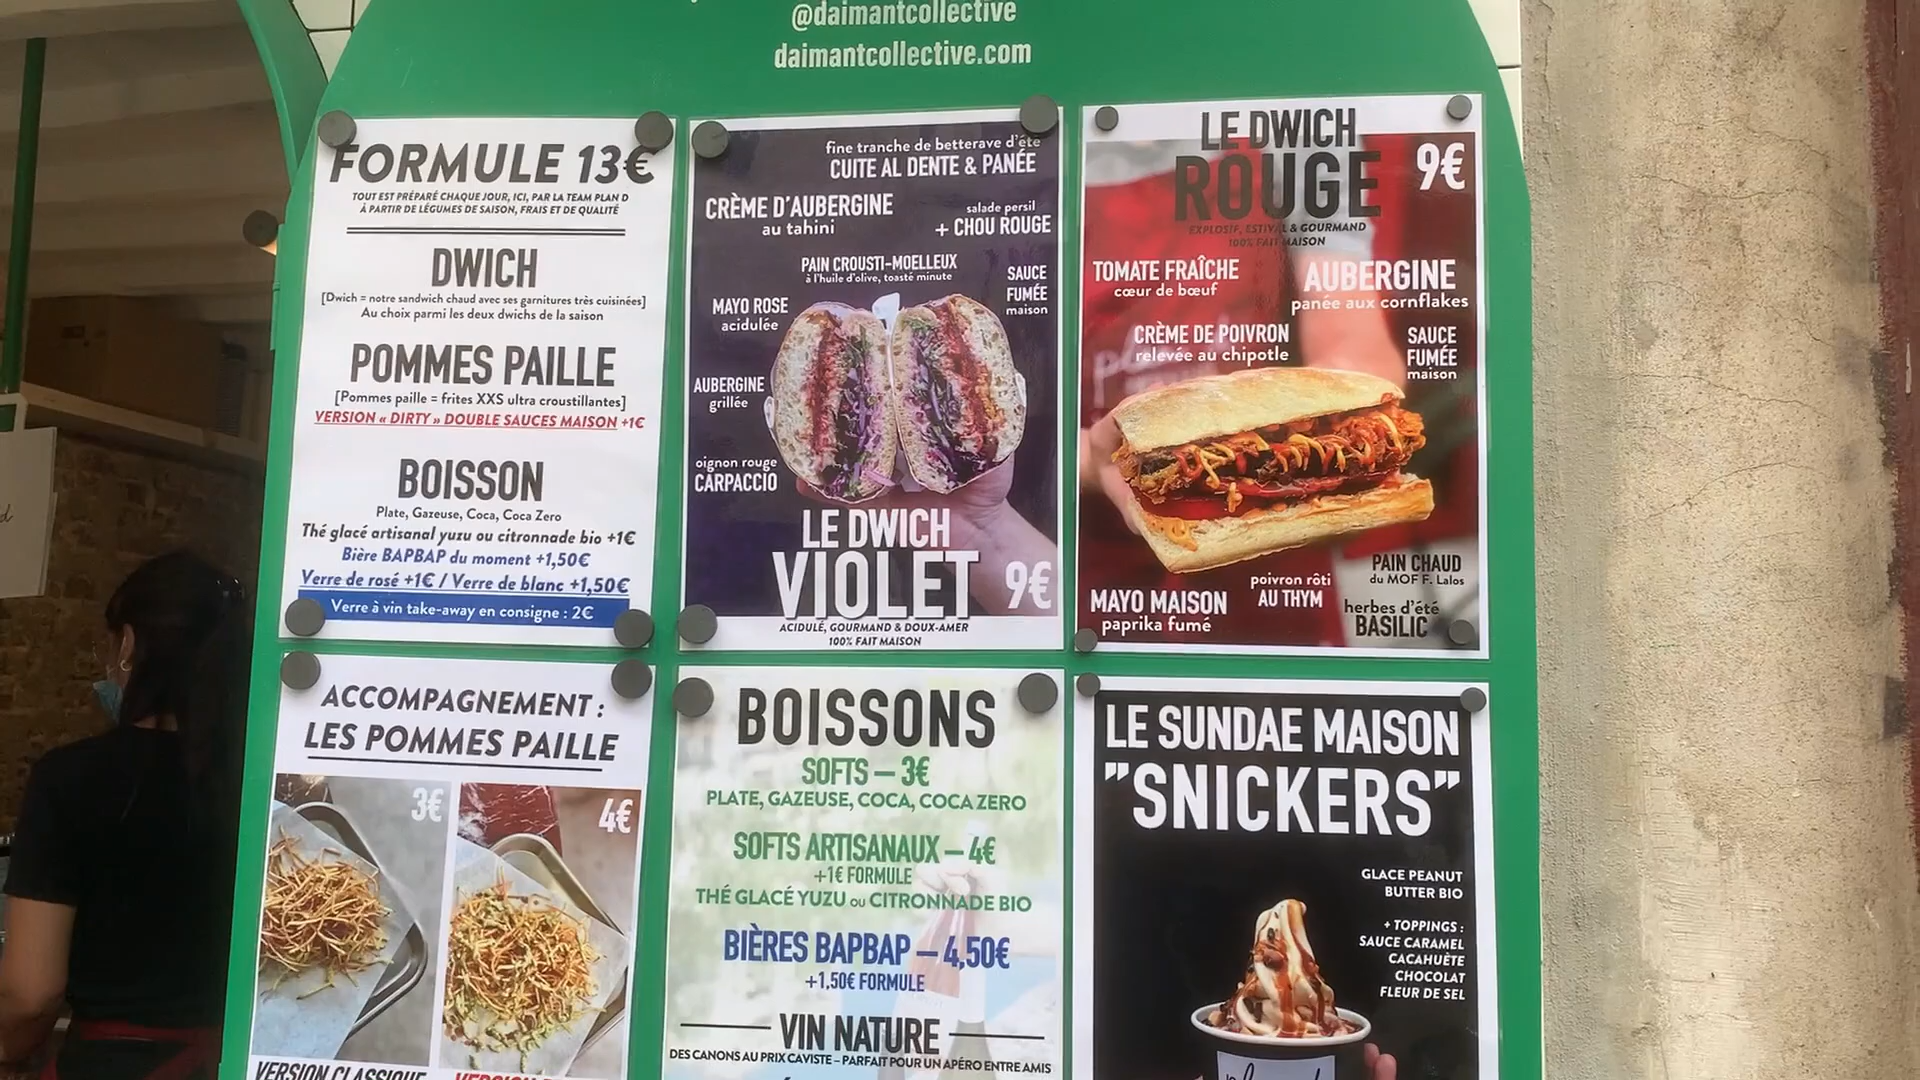 @daimantcollective
daimantcollective.com
FORMULE 13€
TOUT EST PRÉPARÉ CHAQUE JOUR, ICI, PAR LA TEAM PLAN D
À PARTIR DE LÉGUMES DE SAISON, FRAIS ET DE QUALITÉ
DWICH
[Dwich = notre sandwich chaud avec ses garnitures très cuisinées]
Au choix parmi les deux dwichs de la saison
POMMES PAILLE
[Pommes paille = frites XXS ultra croustillantes]
VERSION « DIRTY » DOUBLE SAUCES MAISON +1€
BOISSON
Plate, Gazeuse, Coca, Coca Zero
Thé glacé artisanal yuzu ou citronnade bio +1€
Bière BAPBAP du moment +1,50€
Verre de rosé +1€ / Verre de blanc +1,50€
Verre à vin take-away en consigne : 2€
fine tranche de betterave d'été
CUITE AL DENTE & PANÉE
CRÈME D'AUBERGINE
au tahini
salade persil
+ CHOU ROUGE
PAIN CROUSTI-MOELLEUX
à l'huile d'olive, toasté minute
SAUCE
FUMÉE
maison
MAYO ROSE
acidulée
AUBERGINE
grillée
oignon rouge
CARPACCIO
LE DWICH
VIOLET 9€
ACIDULÉ, GOURMAND & DOUX-AMER
100% FAIT MAISON
LE DWICH
ROUGE 9€
EXPLOSIF, ESTIVAL & GOURMAND
100% FAIT MAISON
TOMATE FRAÎCHE
cœur de bœuf
AUBERGINE
panée aux cornflakes
CRÈME DE POIVRON
relevée au chipotle
SAUCE
FUMÉE
maison
PAIN CHAUD
du MOF F. Lalos
MAYO MAISON
paprika fumé
poivron rôti
AU THYM
herbes d'été
BASILIC
ACCOMPAGNEMENT :
LES POMMES PAILLE
3€
4€
VERSION CLASSIQUE
BOISSONS
SOFTS – 3€
PLATE, GAZEUSE, COCA, COCA ZERO
SOFTS ARTISANAUX – 4€
+1€ FORMULE
THÉ GLACÉ YUZU ou CITRONNADE BIO
BIÈRES BAPBAP – 4,50€
+1,50€ FORMULE
VIN NATURE
DES CANONS AU PRIX CAVISTE – PARFAIT POUR UN APÉRO ENTRE AMIS
LE SUNDAE MAISON
"SNICKERS"
GLACE PEANUT
BUTTER BIO
+ TOPPINGS :
SAUCE CARAMEL
CACAHUÈTE
CHOCOLAT
FLEUR DE SEL